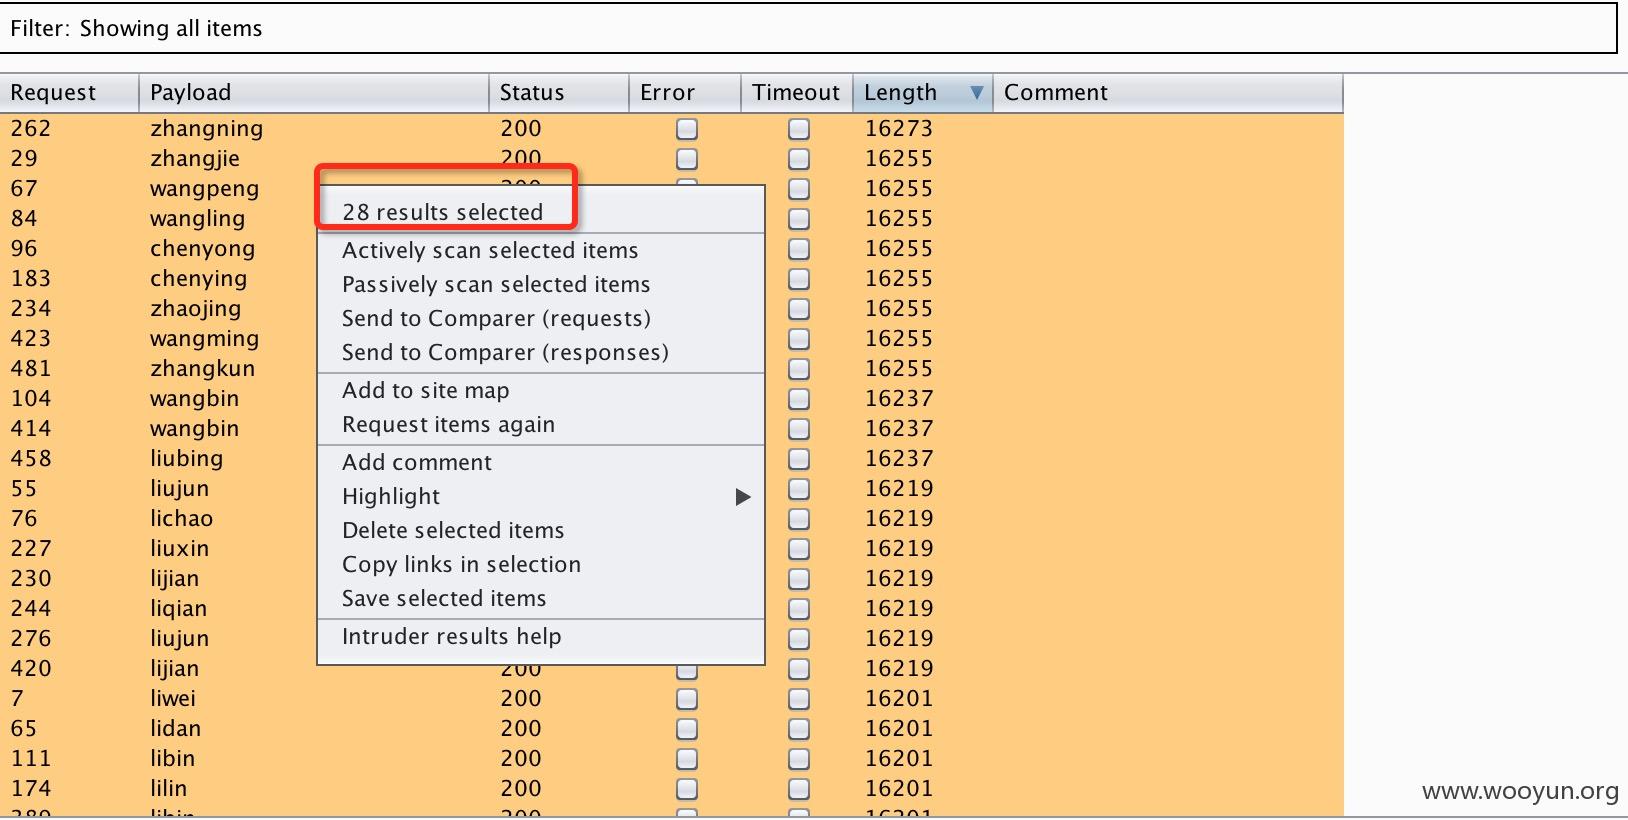 Filter: Showing all items
Request Payload Status Error Timeout Length Comment
262 zhangning 200 16273
29 zhangjie 200 16255
67 wangpeng 200 16255
84 wangling 16255
96 chenyong 16255
183 chenying 16255
234 zhaojing 16255
423 wangming 16255
481 zhangkun 16255
104 wangbin 16237
414 wangbin 16237
458 liubing 16237
55 liujun 16219
76 lichao 16219
227 liuxin 16219
230 lijian 16219
244 liqian 16219
276 liujun 16219
420 lijian 200 16219
7 liwei 200 16201
65 lidan 200 16201
111 libin 200 16201
174 lilin 200 16201
389 libin 200 16201
28 results selected
Actively scan selected items
Passively scan selected items
Send to Comparer (requests)
Send to Comparer (responses)
Add to site map
Request items again
Add comment
Highlight
Delete selected items
Copy links in selection
Save selected items
Intruder results help
www.wooyun.org